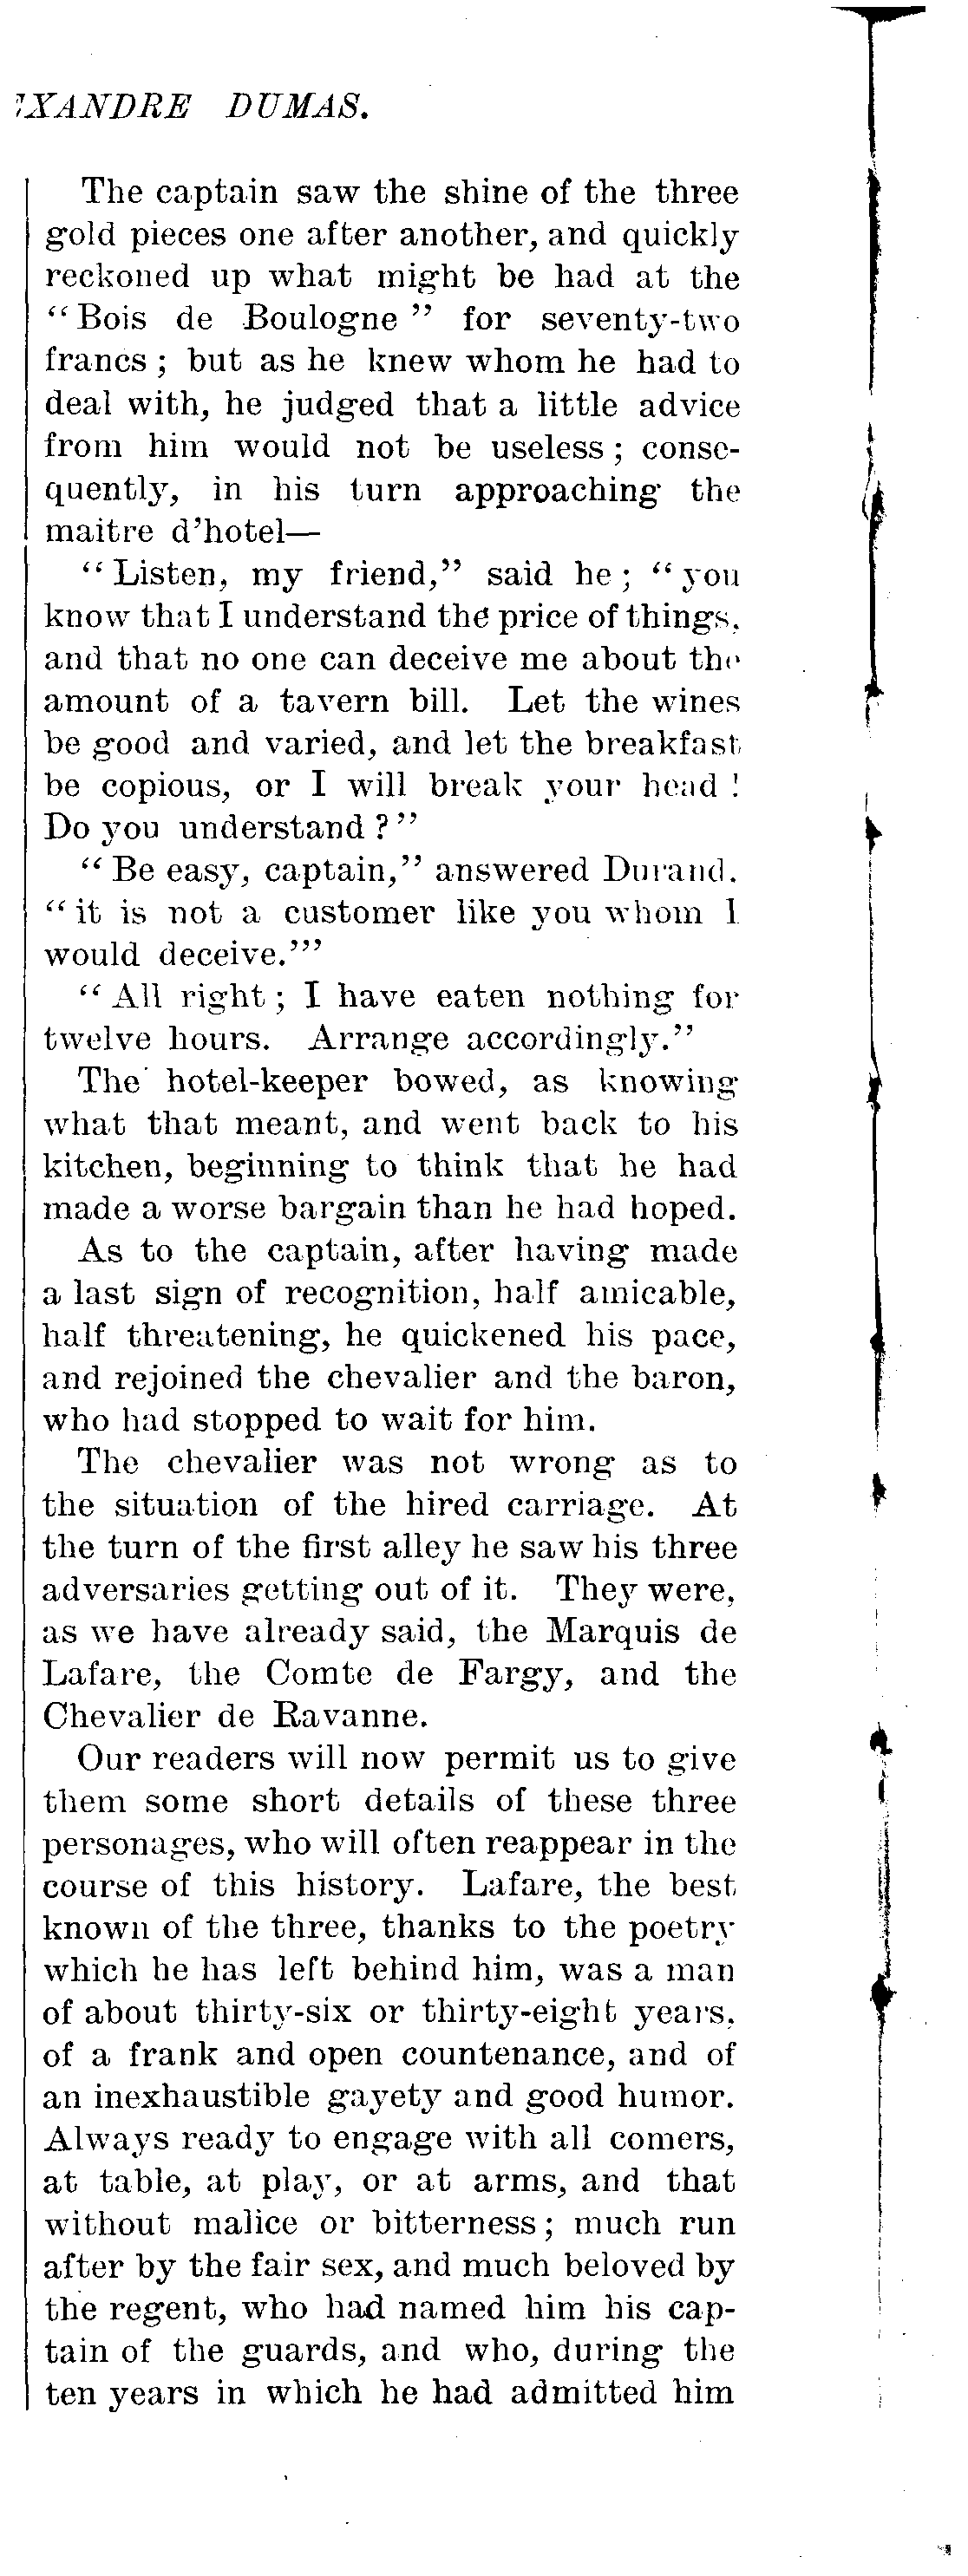 EXANDRE DUMAS.
The captain saw the shine of the three
gold pieces one after another, and quickly
reckoned up what might be had at the
“Bois de Boulogne” for seventy-two
francs; but as he knew whom he had to
deal with, he judged that a little advice
from him would not be useless; conse-
quently, in his turn approaching the
maitre d’hotel—
“Listen, my friend,” said he; “you
know that I understand the price of things,
and that no one can deceive me about the
amount of a tavern bill. Let the wines
be good and varied, and let the breakfast
be copious, or I will break your head!
Do you understand?”
“Be easy, captain,” answered Durand.
“it is not a customer like you whom I
would deceive.’”
“All right; I have eaten nothing for
twelve hours. Arrange accordingly.”
The hotel-keeper bowed, as knowing
what that meant, and went back to his
kitchen, beginning to think that he had
made a worse bargain than he had hoped.
As to the captain, after having made
a last sign of recognition, half amicable,
half threatening, he quickened his pace,
and rejoined the chevalier and the baron,
who had stopped to wait for him.
The chevalier was not wrong as to
the situation of the hired carriage. At
the turn of the first alley he saw his three
adversaries getting out of it. They were,
as we have already said, the Marquis de
Lafare, the Comte de Fargy, and the
Chevalier de Ravanne.
Our readers will now permit us to give
them some short details of these three
personages, who will often reappear in the
course of this history. Lafare, the best
known of the three, thanks to the poetry
which he has left behind him, was a man
of about thirty-six or thirty-eight years,
of a frank and open countenance, and of
an inexhaustible gayety and good humor.
Always ready to engage with all comers,
at table, at play, or at arms, and that
without malice or bitterness; much run
after by the fair sex, and much beloved by
the regent, who had named him his cap-
tain of the guards, and who, during the
ten years in which he had admitted him